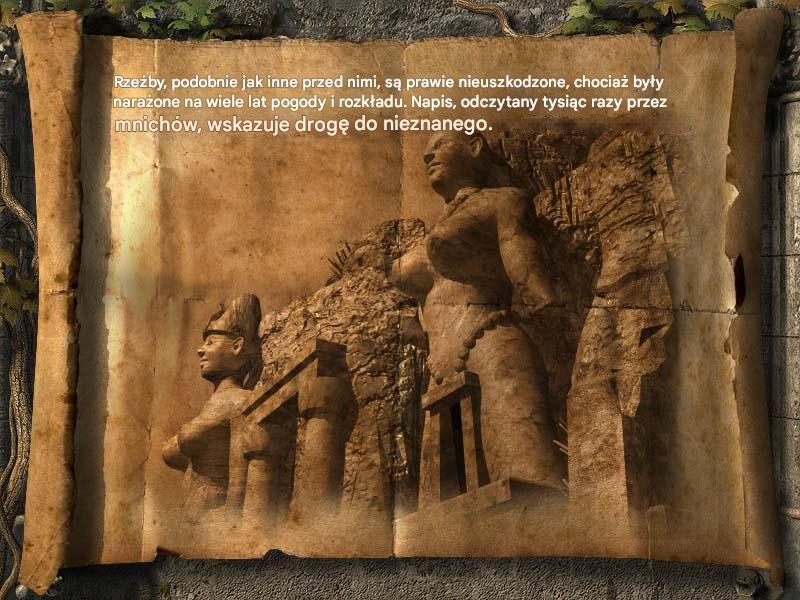 Rzeźby, podobnie jak inne przed nimi, są prawie nieuszkodzone, chociaż były
narażone na wiele lat pogody i rozkładu. Napis, odczytany tysiąc razy przez
mnichów, wskazuje drogę do nieznanego.